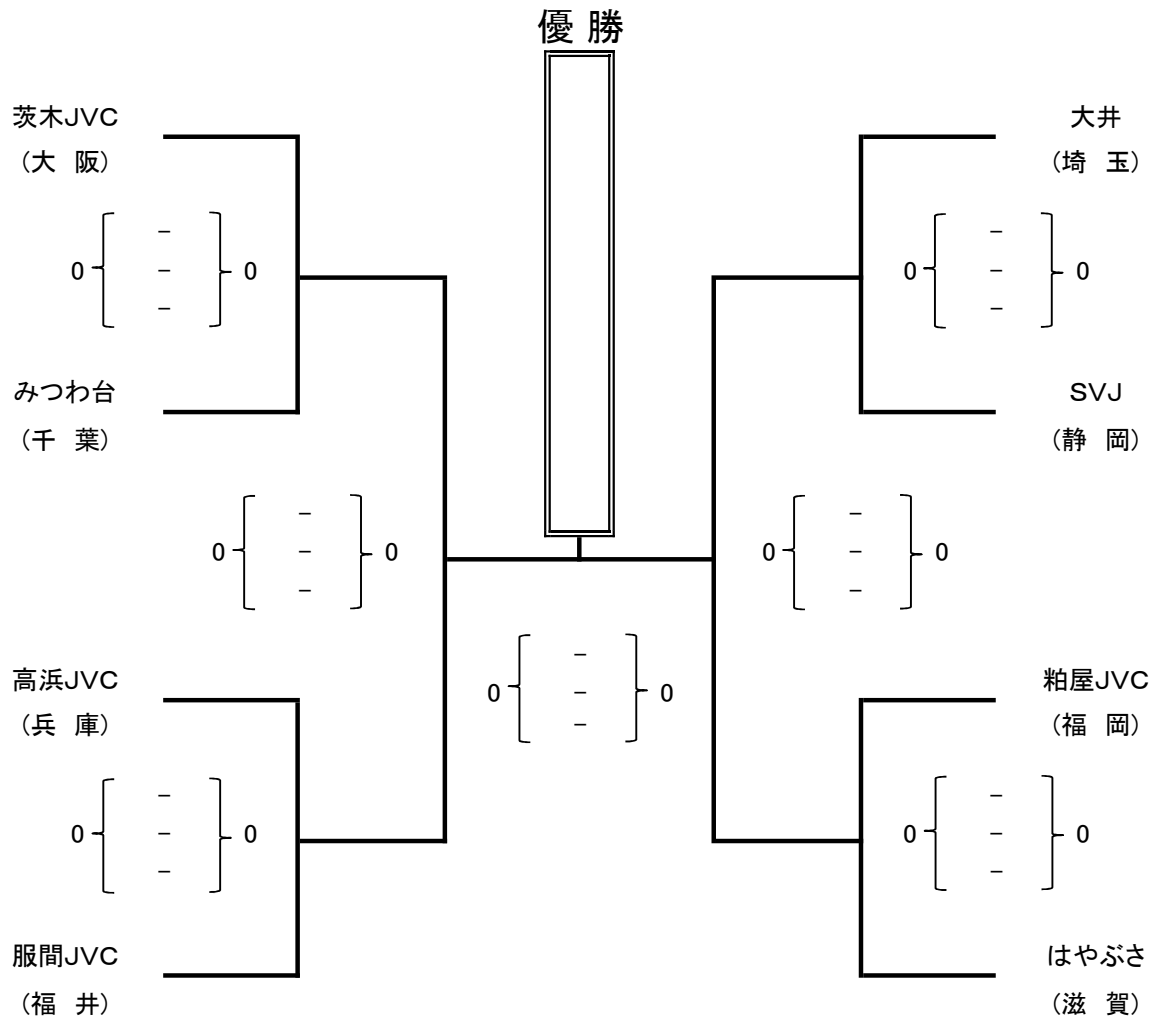 優 勝
茨木JVC
（大 阪）
0 － 0
－
－
みつわ台
（千 葉）
大井
（埼 玉）
0 － 0
－
－
SVJ
（静 岡）
0 － 0
－
－
0 － 0
－
－
0 － 0
－
－
高浜JVC
（兵 庫）
0 － 0
－
－
服間JVC
（福 井）
粕屋JVC
（福 岡）
0 － 0
－
－
はやぶさ
（滋 賀）